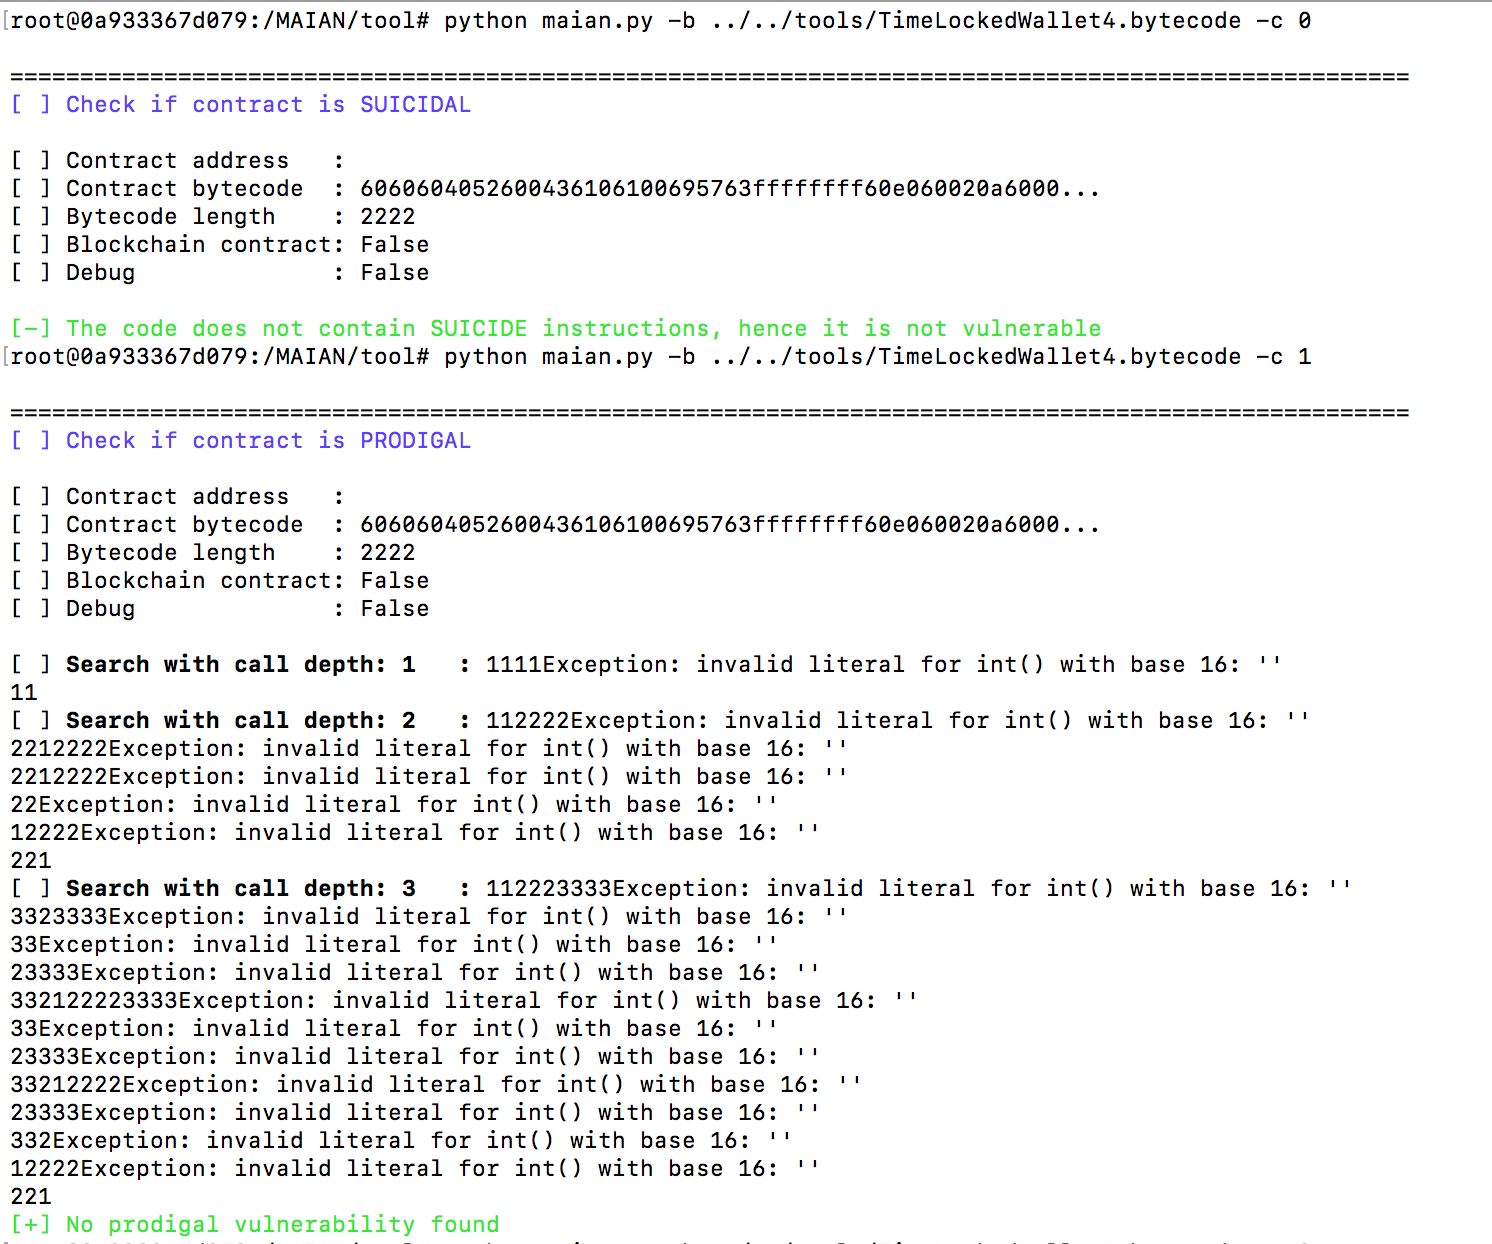 [root@0a933367d079:/MAIAN/tool# python maian.py -b ../../tools/TimeLockedWallet4.bytecode -c 0
====================================================================================================
[ ] Check if contract is SUICIDAL
[ ] Contract address   :
[ ] Contract bytecode  : 60606040526004361061006957​63ffffffff60e060020a6000...
[ ] Bytecode length    : 2222
[ ] Blockchain contract: False
[ ] Debug              : False
[-] The code does not contain SUICIDE instructions, hence it is not vulnerable
[root@0a933367d079:/MAIAN/tool# python maian.py -b ../../tools/TimeLockedWallet4.bytecode -c 1
====================================================================================================
[ ] Check if contract is PRODIGAL
[ ] Contract address   :
[ ] Contract bytecode  : 6060604052600436106100695763ffffffff60e060020a6000...
[ ] Bytecode length    : 2222
[ ] Blockchain contract: False
[ ] Debug              : False
[ ] Search with call depth: 1   : 1111Exception: invalid literal for int() with base 16: ''
11
[ ] Search with call depth: 2   : 112222Exception: invalid literal for int() with base 16: ''
2212222Exception: invalid literal for int() with base 16: ''
2212222Exception: invalid literal for int() with base 16: ''
22Exception: invalid literal for int() with base 16: ''
12222Exception: invalid literal for int() with base 16: ''
221
[ ] Search with call depth: 3   : 112223333Exception: invalid literal for int() with base 16: ''
3323333Exception: invalid literal for int() with base 16: ''
33Exception: invalid literal for int() with base 16: ''
23333Exception: invalid literal for int() with base 16: ''
332122223333Exception: invalid literal for int() with base 16: ''
33Exception: invalid literal for int() with base 16: ''
23333Exception: invalid literal for int() with base 16: ''
33212222Exception: invalid literal for int() with base 16: ''
23333Exception: invalid literal for int() with base 16: ''
332Exception: invalid literal for int() with base 16: ''
12222Exception: invalid literal for int() with base 16: ''
221
[+] No prodigal vulnerability found